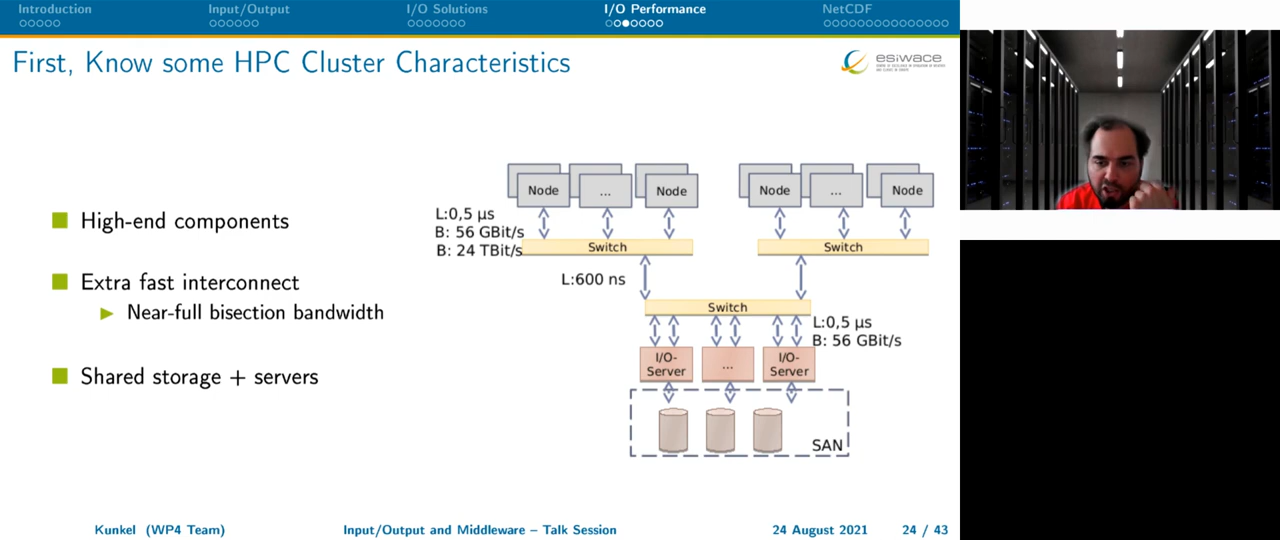 Introduction
Input/Output
I/O Solutions
I/O Performance
NetCDF
First, Know some HPC Cluster Characteristics
esiwace
High-end components
Extra fast interconnect
Near-full bisection bandwidth
Shared storage + servers
Node
...
Node
Node
...
Node
L:0,5 µs
B: 56 GBit/s
B: 24 TBit/s
Switch
Switch
L:600 ns
Switch
L:0,5 µs
B: 56 GBit/s
I/O-
Server
...
I/O-
Server
SAN
Kunkel (WP4 Team)
Input/Output and Middleware – Talk Session
24 August 2021
24 / 43